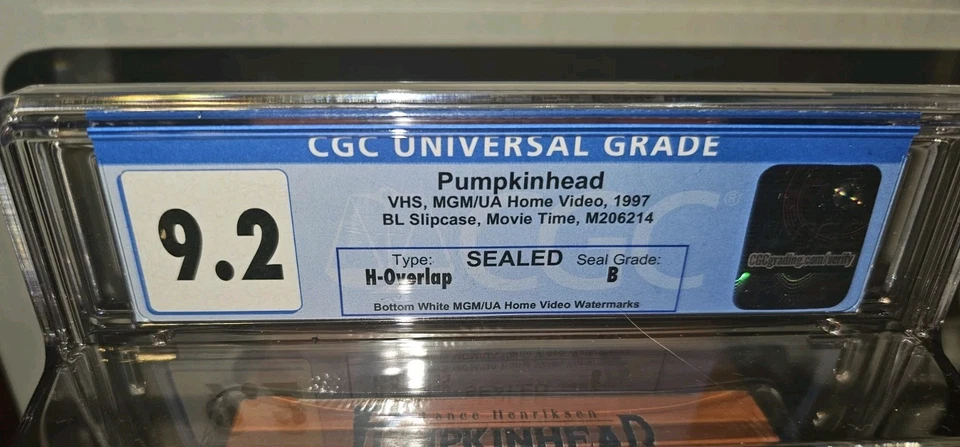 CGC UNIVERSAL GRADE
9.2
Pumpkinhead
VHS, MGM/UA Home Video, 1997
BL Slipcase, Movie Time, M206214
Type: SEALED Seal Grade:
H-Overlap B
Bottom White MGM/UA Home Video Watermarks
CGC®
CGCgrading.com/verify
Lance Henriksen
PUMPKINHEAD